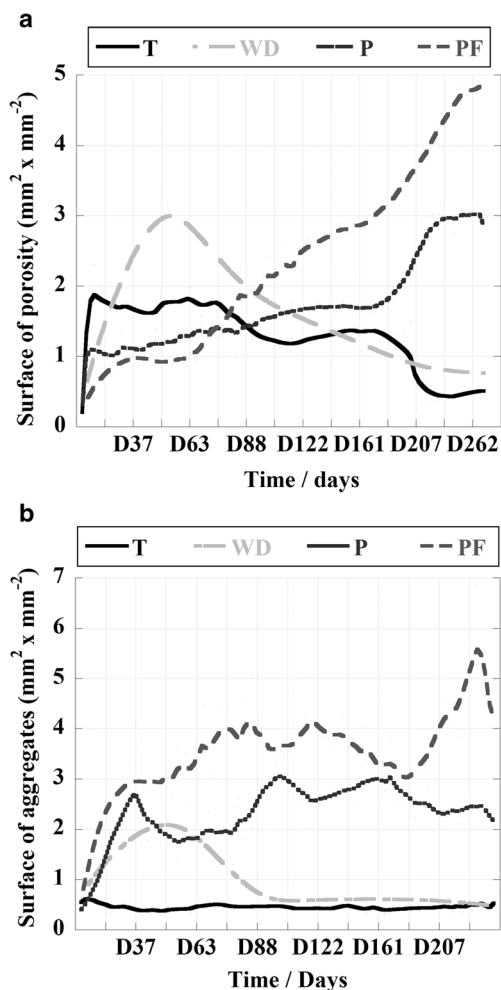 a
T WD P PF
Surface of porosity (mm² x mm⁻²)
5
4
3
2
1
0
D37 D63 D88 D122 D161 D207 D262
Time / days
b
T WD P PF
Surface of aggregates (mm² x mm⁻²)
7
6
5
4
3
2
1
0
D37 D63 D88 D122 D161 D207
Time / Days